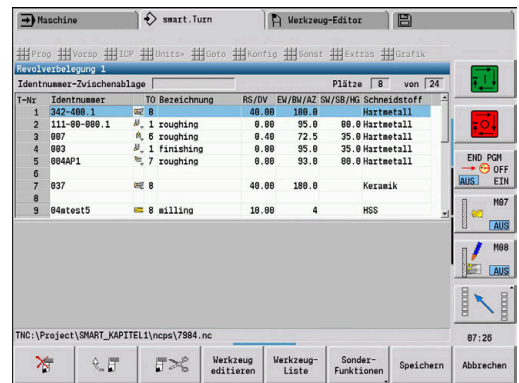 Maschine smart.Turn Werkzeug-Editor
Prog Vorsp ICP Units» Goto Konfig Sonst Extras Grafik
Revolverbelegung 1
Identnummer-Zwischenablage Plätze 8 von 24
T-Nr Identnummer TO Bezeichnung RS/DV EW/BW/AZ SW/SB/HG Schneidstoff
1 342-400.1 8 40.00 180.0 Hartmetall
2 111-80-080.1 1 roughing 0.80 95.0 80.0 Hartmetall
3 007 6 roughing 0.40 72.5 35.0 Hartmetall
4 003 1 finishing 0.80 95.0 35.0 Hartmetall
5 004AP1 7 roughing 0.80 93.0 80.0 Hartmetall
6
7 037 8 40.00 180.0 Keramik
8
9 04mtest5 8 milling 10.00 4 HSS
END PGM
OFF
AUS EIN
M07
AUS
M08
AUS
TNC:\Project\SMART_KAPITEL1\ncps\7984.nc
07:26
Werkzeug editieren Werkzeug-Liste Sonder-Funktionen Speichern Abbrechen